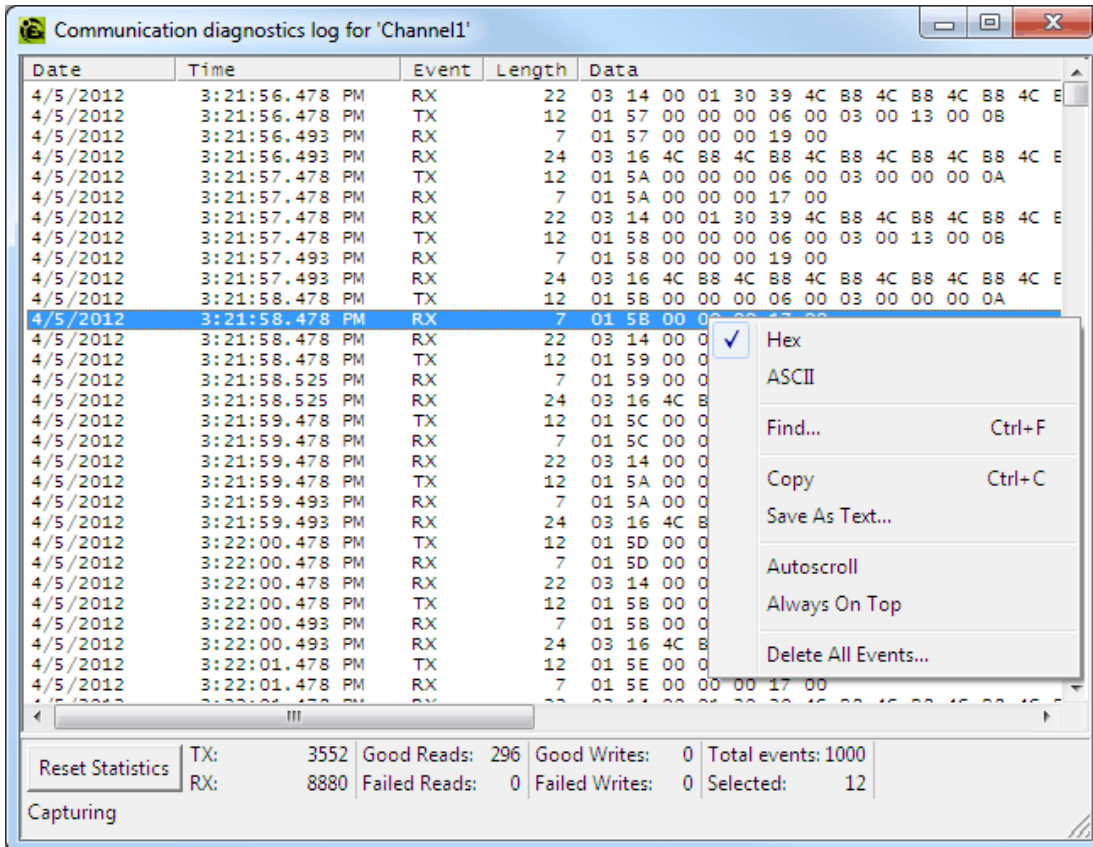 Communication diagnostics log for 'Channel1'
Date Time Event Length Data
4/5/2012 3:21:56.478 PM RX 22 03 14 00 01 30 39 4C B8 4C B8 4C B8 4C
4/5/2012 3:21:56.478 PM TX 12 01 57 00 00 00 06 00 03 00 13 00 0B
4/5/2012 3:21:56.493 PM RX 7 01 57 00 00 00 19 00
4/5/2012 3:21:56.493 PM RX 24 03 16 4C B8 4C B8 4C B8 4C B8 4C B8 4C
4/5/2012 3:21:57.478 PM TX 12 01 5A 00 00 00 06 00 03 00 00 00 0A
4/5/2012 3:21:57.478 PM RX 7 01 5A 00 00 00 17 00
4/5/2012 3:21:57.478 PM RX 22 03 14 00 01 30 39 4C B8 4C B8 4C B8 4C
4/5/2012 3:21:57.478 PM TX 12 01 58 00 00 00 06 00 03 00 13 00 0B
4/5/2012 3:21:57.493 PM RX 7 01 58 00 00 00 19 00
4/5/2012 3:21:57.493 PM RX 24 03 16 4C B8 4C B8 4C B8 4C B8 4C B8 4C
4/5/2012 3:21:58.478 PM TX 12 01 5B 00 00 00 06 00 03 00 00 00 0A
4/5/2012 3:21:58.478 PM RX 7 01 5B 00 00 00 17 00
4/5/2012 3:21:58.478 PM RX 22 03 14 00
4/5/2012 3:21:58.478 PM TX 12 01 59 00
4/5/2012 3:21:58.525 PM RX 7 01 59 00
4/5/2012 3:21:58.525 PM RX 24 03 16 4C
4/5/2012 3:21:59.478 PM TX 12 01 5C 00
4/5/2012 3:21:59.478 PM RX 7 01 5C 00
4/5/2012 3:21:59.478 PM RX 22 03 14 00
4/5/2012 3:21:59.478 PM TX 12 01 5A 00
4/5/2012 3:21:59.493 PM RX 7 01 5A 00
4/5/2012 3:21:59.493 PM RX 24 03 16 4C
4/5/2012 3:22:00.478 PM TX 12 01 5D 00
4/5/2012 3:22:00.478 PM RX 7 01 5D 00
4/5/2012 3:22:00.478 PM RX 22 03 14 00
4/5/2012 3:22:00.478 PM TX 12 01 5B 00
4/5/2012 3:22:00.493 PM RX 7 01 5B 00
4/5/2012 3:22:00.493 PM RX 24 03 16 4C
4/5/2012 3:22:01.478 PM TX 12 01 5E 00
4/5/2012 3:22:01.478 PM RX 7 01 5E 00 00 00 17 00
Hex
ASCII
Find... Ctrl+F
Copy Ctrl+C
Save As Text...
Autoscroll
Always On Top
Delete All Events...
Reset Statistics
TX: 3552 Good Reads: 296 Good Writes: 0 Total events: 1000
RX: 8880 Failed Reads: 0 Failed Writes: 0 Selected: 12
Capturing